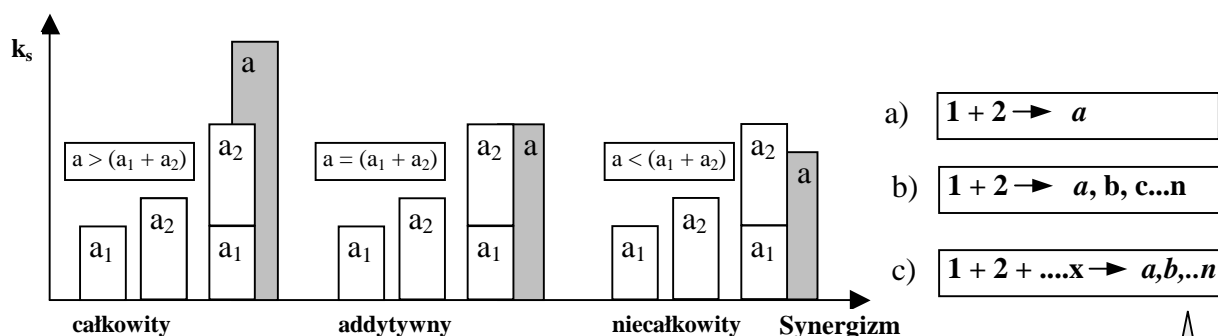 kₛ
a
a₂
a₁
a > (a₁ + a₂)
a₁
a₂
całkowity
a₂
a
a₁
a = (a₁ + a₂)
a₁
a₂
addytywny
a₂
a
a₁
a < (a₁ + a₂)
a₁
a₂
niecałkowity
Synergizm
a) 1 + 2 → a
b) 1 + 2 → a, b, c...n
c) 1 + 2 + ....x → a,b,..n